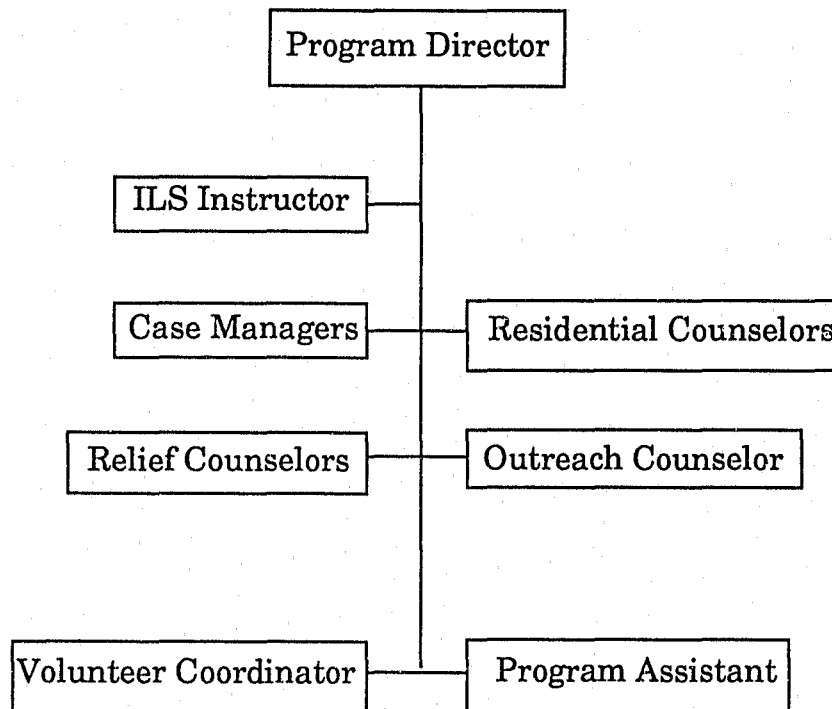 Program Director
ILS Instructor
Case Managers
Residential Counselors
Relief Counselors
Outreach Counselor
Volunteer Coordinator
Program Assistant